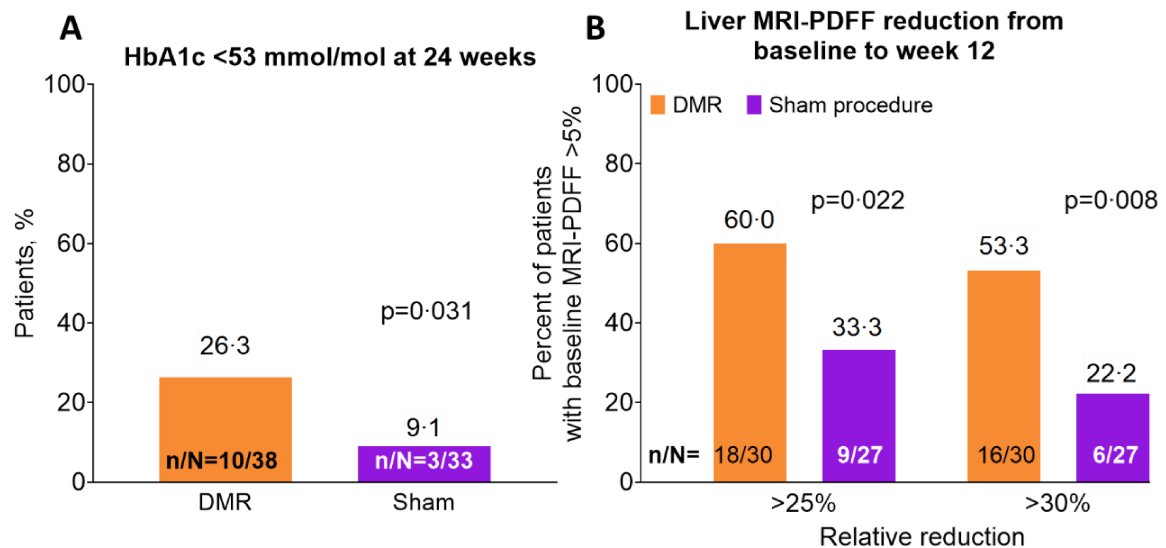 A
HbA1c <53 mmol/mol at 24 weeks
100
80
60
40
20
0
Patients, %
26·3
9·1
p=0·031
n/N=10/38
n/N=3/33
DMR
Sham
B
Liver MRI-PDFF reduction from
baseline to week 12
100
80
60
40
20
0
Percent of patients
with baseline MRI-PDFF >5%
DMR
Sham procedure
60·0
33·3
p=0·022
53·3
22·2
p=0·008
n/N=
18/30
9/27
16/30
6/27
>25%
>30%
Relative reduction